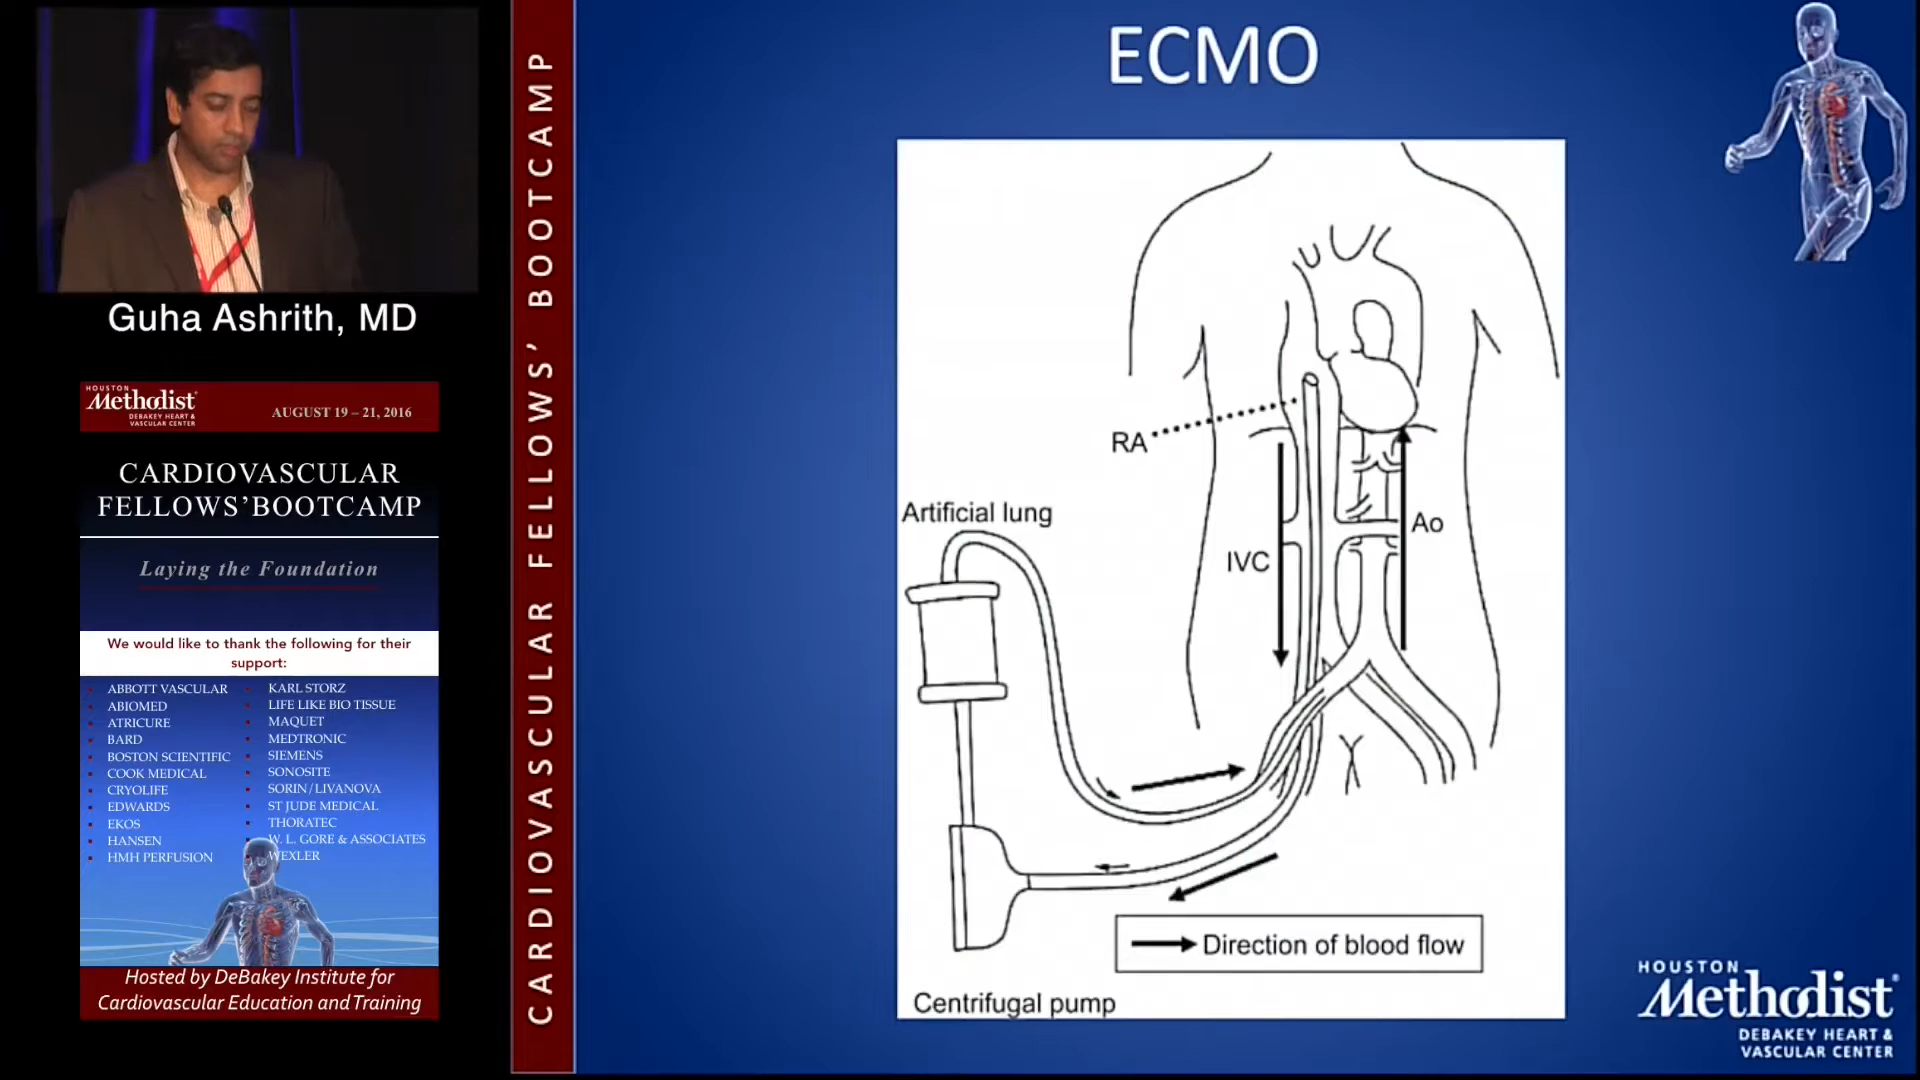 Guha Ashrith, MD
HOUSTON
Methodist
DEBAKEY HEART &
VASCULAR CENTER
AUGUST 19 – 21, 2016
CARDIOVASCULAR
FELLOWS’BOOTCAMP
Laying the Foundation
We would like to thank the following for their
support:
ABBOTT VASCULAR
ABIOMED
ATRICURE
BARD
BOSTON SCIENTIFIC
COOK MEDICAL
CRYOLIFE
EDWARDS
EKOS
HANSEN
HMH PERFUSION
KARL STORZ
LIFE LIKE BIO TISSUE
MAQUET
MEDTRONIC
SIEMENS
SONOSITE
SORIN/LIVANOVA
ST JUDE MEDICAL
THORATEC
W. L. GORE & ASSOCIATES
WEXLER
Hosted by DeBakey Institute for
Cardiovascular Education and Training
CARDIOVASCULAR FELLOWS’ BOOTCAMP
ECMO
RA
Artificial lung
Ao
IVC
Direction of blood flow
Centrifugal pump
HOUSTON
Methodist
DEBAKEY HEART &
VASCULAR CENTER